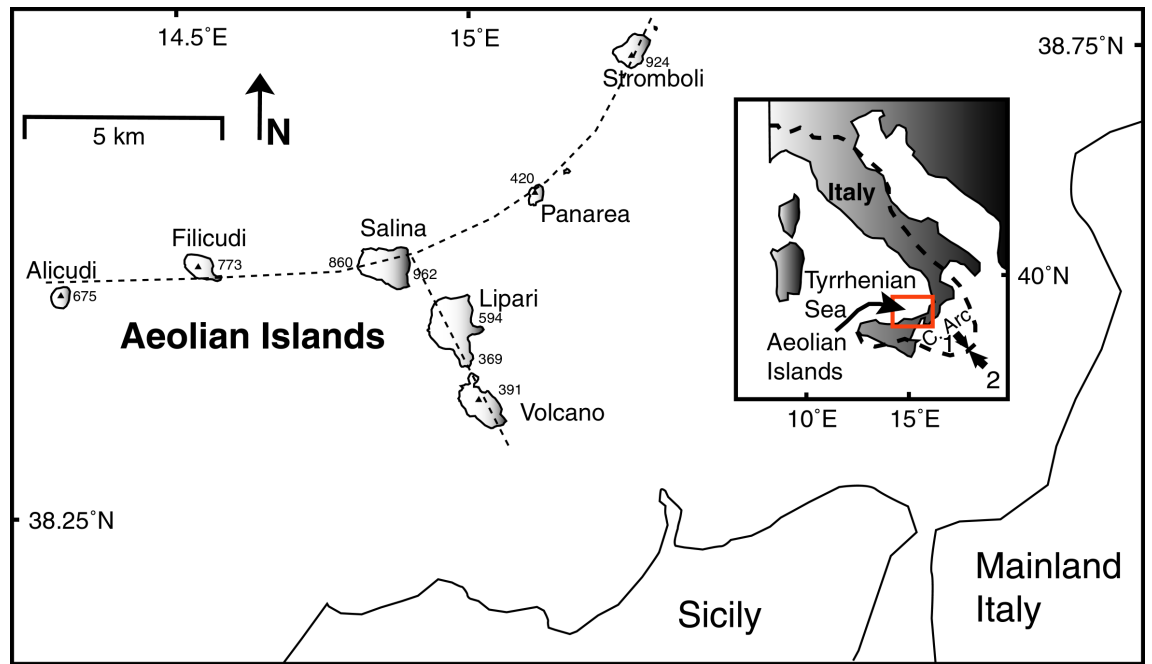 14.5˚E
15˚E
38.75˚N
924
Stromboli
5 km
N
420
Panarea
Italy
Salina
Filicudi
860
962
773
Alicudi
675
Lipari
594
Aeolian Islands
369
391
Volcano
Tyrrhenian
Sea
40˚N
Aeolian
Islands
C. Arc
1
2
10˚E
15˚E
38.25˚N
Mainland
Italy
Sicily